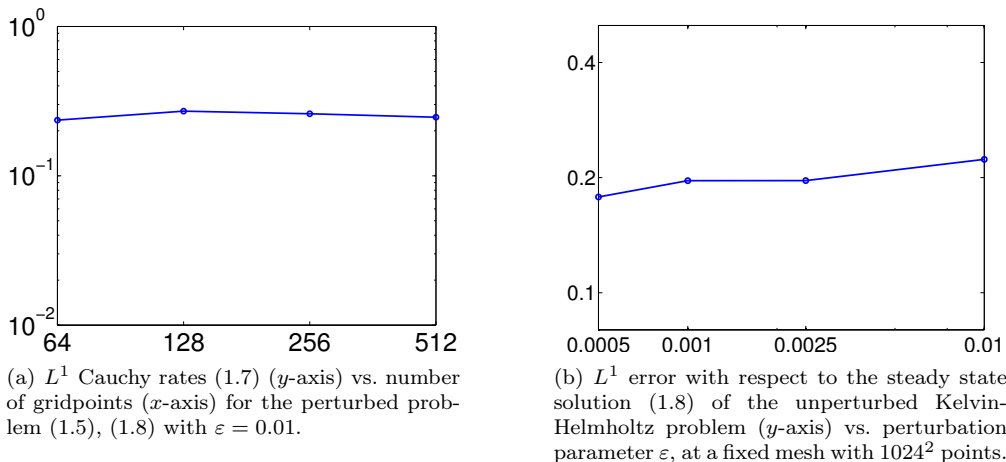 10^0
10^-1
10^-2
64 128 256 512
(a) L^1 Cauchy rates (1.7) (y-axis) vs. number
of gridpoints (x-axis) for the perturbed prob-
lem (1.5), (1.8) with ε = 0.01.
0.4
0.2
0.1
0.0005 0.001 0.0025 0.01
(b) L^1 error with respect to the steady state
solution (1.8) of the unperturbed Kelvin-
Helmholtz problem (y-axis) vs. perturbation
parameter ε, at a fixed mesh with 1024^2 points.